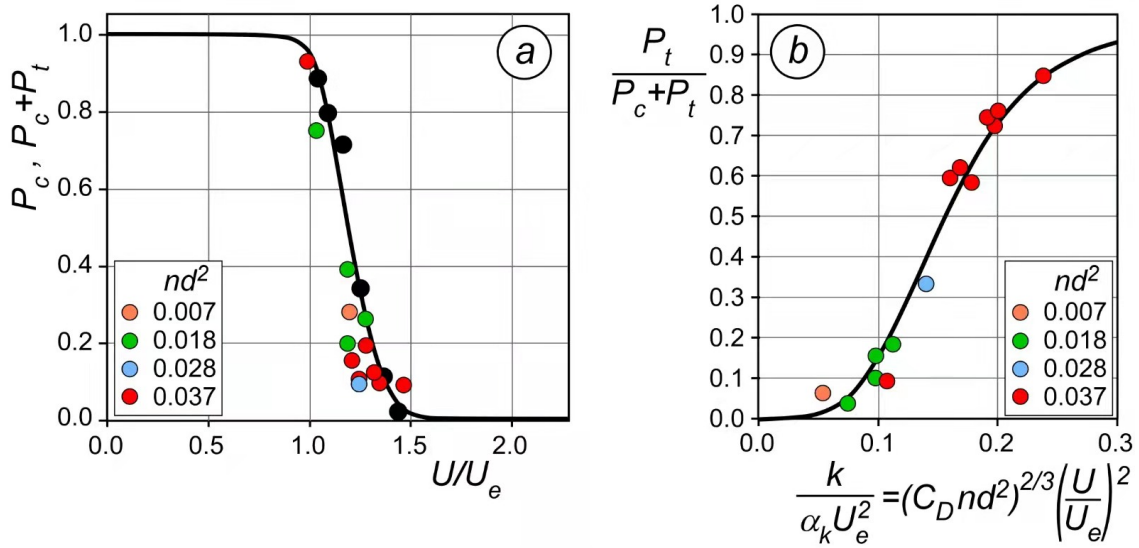 a
P_c , P_c+P_t
1.0
0.8
0.6
0.4
0.2
0.0
0.0 0.5 1.0 1.5 2.0
U/U_e
nd²
0.007
0.018
0.028
0.037
b
P_t
P_c+P_t
1.0
0.9
0.8
0.7
0.6
0.5
0.4
0.3
0.2
0.1
0.0
0.0 0.1 0.2 0.3
nd²
0.007
0.018
0.028
0.037
k/(α_k U_e²) =(C_D nd²)^{2/3}(U/U_e)²